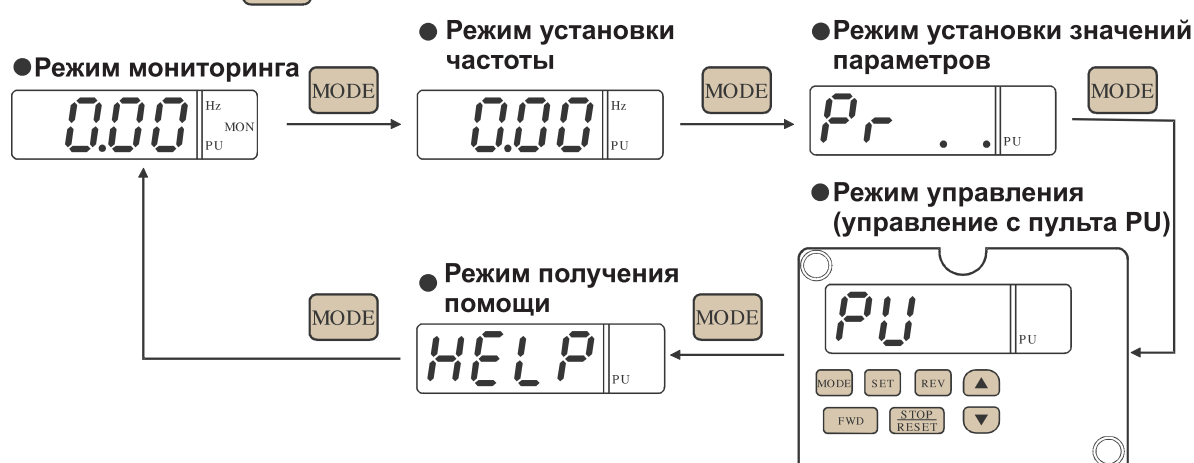 ● Режим мониторинга
MODE
0.00
Hz
MON
PU
● Режим установки
частоты
MODE
0.00
Hz
PU
● Режим установки значений
параметров
MODE
Pr . .
PU
● Режим управления
(управление с пульта PU)
PU
PU
MODE SET REV ▲
FWD STOP
RESET ▼
● Режим получения
помощи
MODE
HELP
PU
MODE